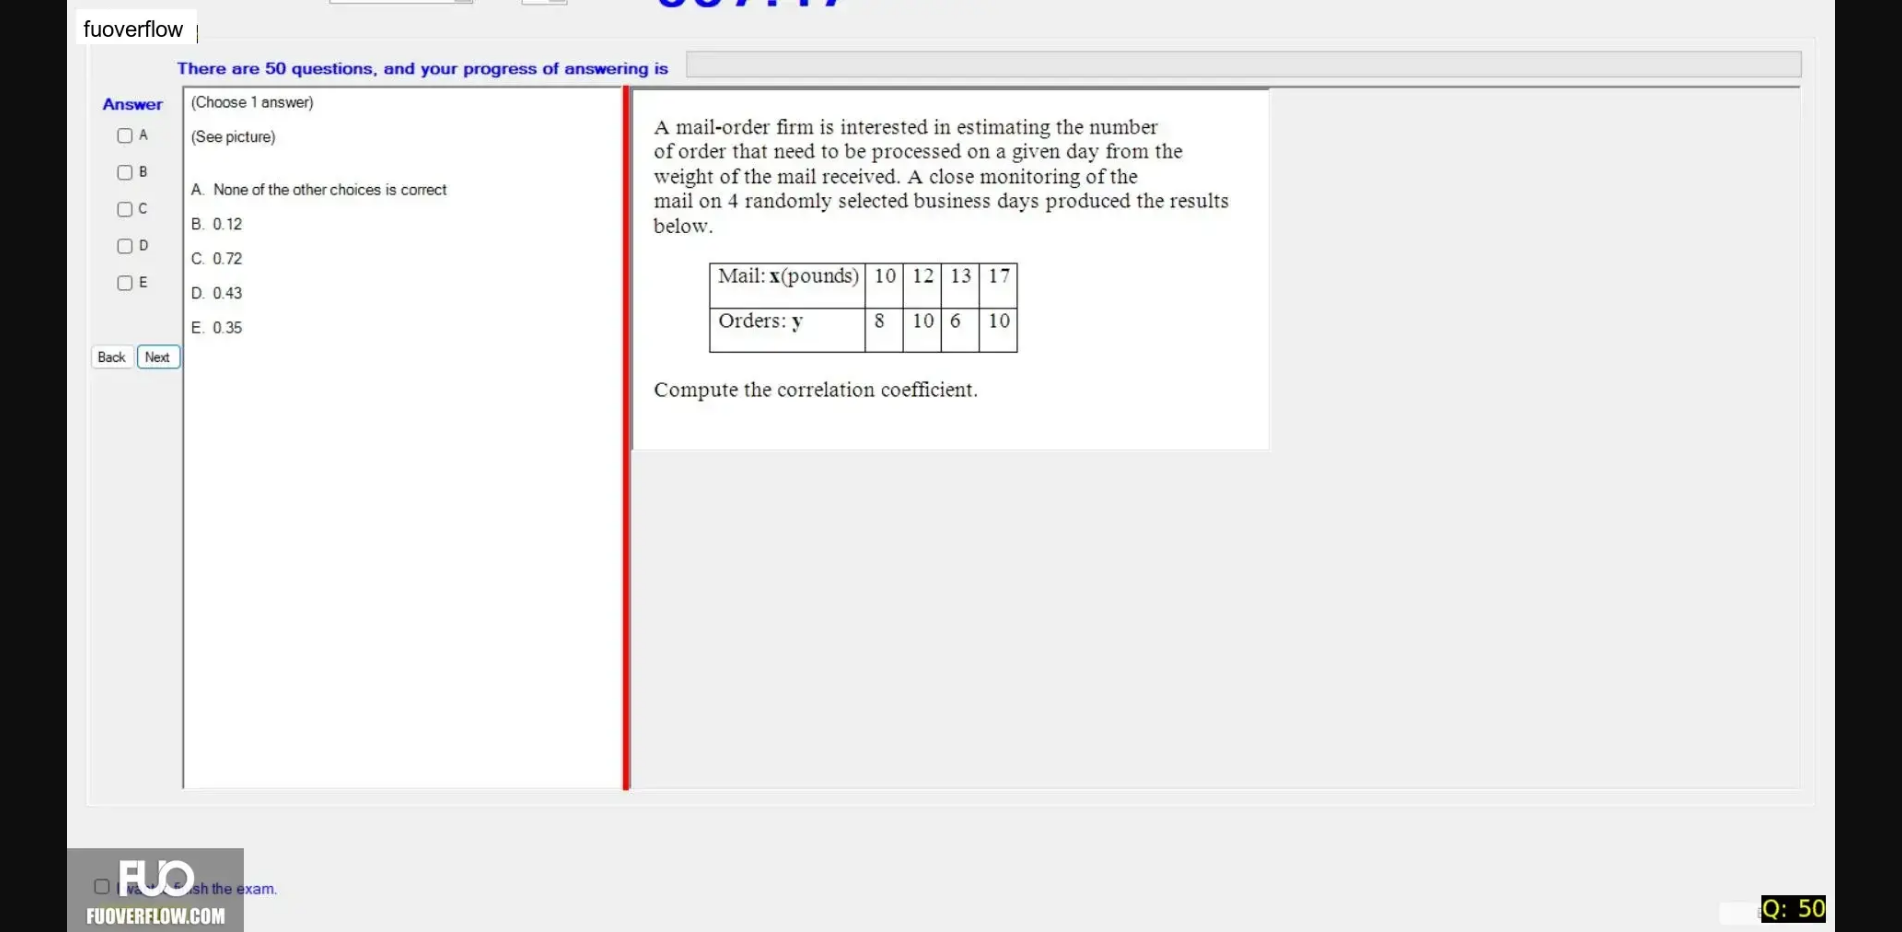 fuoverflow
There are 50 questions, and your progress of answering is
Answer
A
B
C
D
E
Back Next
(Choose 1 answer)
(See picture)
A. None of the other choices is correct
B. 0.12
C. 0.72
D. 0.43
E. 0.35
A mail-order firm is interested in estimating the number
of order that need to be processed on a given day from the
weight of the mail received. A close monitoring of the
mail on 4 randomly selected business days produced the results
below.
Mail: x(pounds) 10 12 13 17
Orders: y 8 10 6 10
Compute the correlation coefficient.
the exam.
FUO
FUOVERFLOW.COM
Q: 50